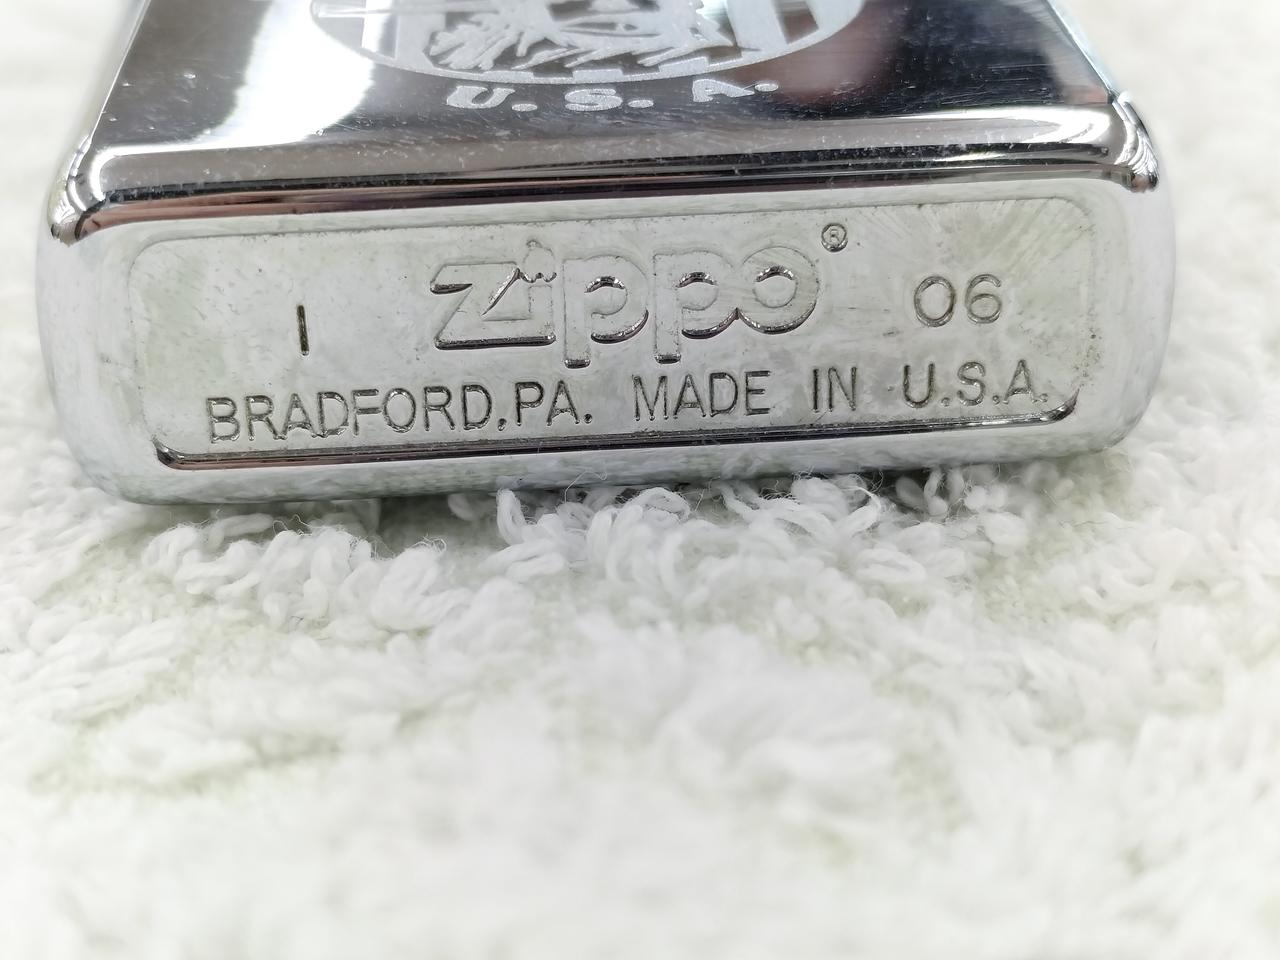 U.S.A.
I zippo® 06
BRADFORD,PA. MADE IN U.S.A.